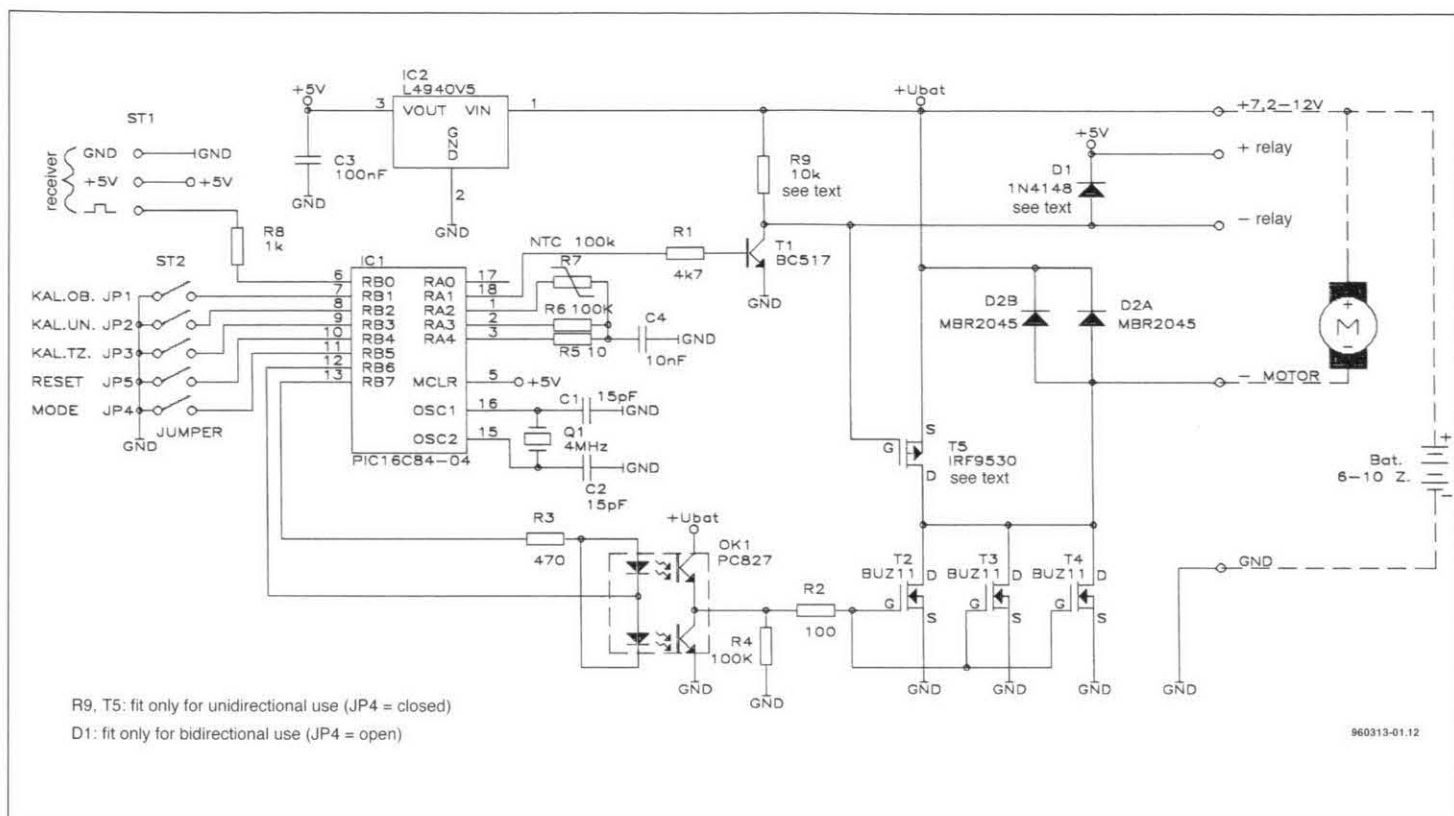 IC2
L4940V5
+5V
3
VOUT VIN
GND
1
2
GND
C3
100nF
GND
ST1
receiver
GND
GND
+5V
+5V
R8
1k
ST2
KAL.OB. JP1
KAL.UN. JP2
KAL.TZ. JP3
RESET JP5
MODE JP4
JUMPER
GND
IC1
6 RB0
7 RB1
8 RB2
9 RB3
10 RB4
11 RB5
12 RB6
13 RB7
RA0 17
RA1 18
RA2 1
RA3 2
RA4 3
MCLR 5
+5V
OSC1 16
OSC2 15
PIC16C84-04
NTC 100k
R7
R6 100K
R5 10
C4
10nF
GND
C1 15pF
GND
Q1
4MHz
C2
15pF
GND
R1
4k7
T1
BC517
GND
R9
10k
see text
+Ubat
+7,2-12V
+5V
+ relay
D1
1N4148
see text
- relay
D2B
MBR2045
D2A
MBR2045
- MOTOR
+
M
-
S
G
D
T5
IRF9530
see text
+
Bat.
6-10 Z.
-
GND
GND
R3
470
+Ubat
OK1
PC827
GND
R4
100K
GND
R2
100
T2
BUZ11
D
G
S
GND
T3
BUZ11
D
G
S
GND
T4
BUZ11
D
G
S
GND
R9, T5: fit only for unidirectional use (JP4 = closed)
D1: fit only for bidirectional use (JP4 = open)
960313-01.12